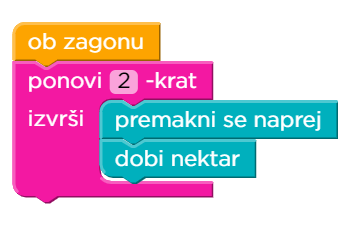 ob zagonu
ponovi 2 -krat
izvrši premakni se naprej
dobi nektar